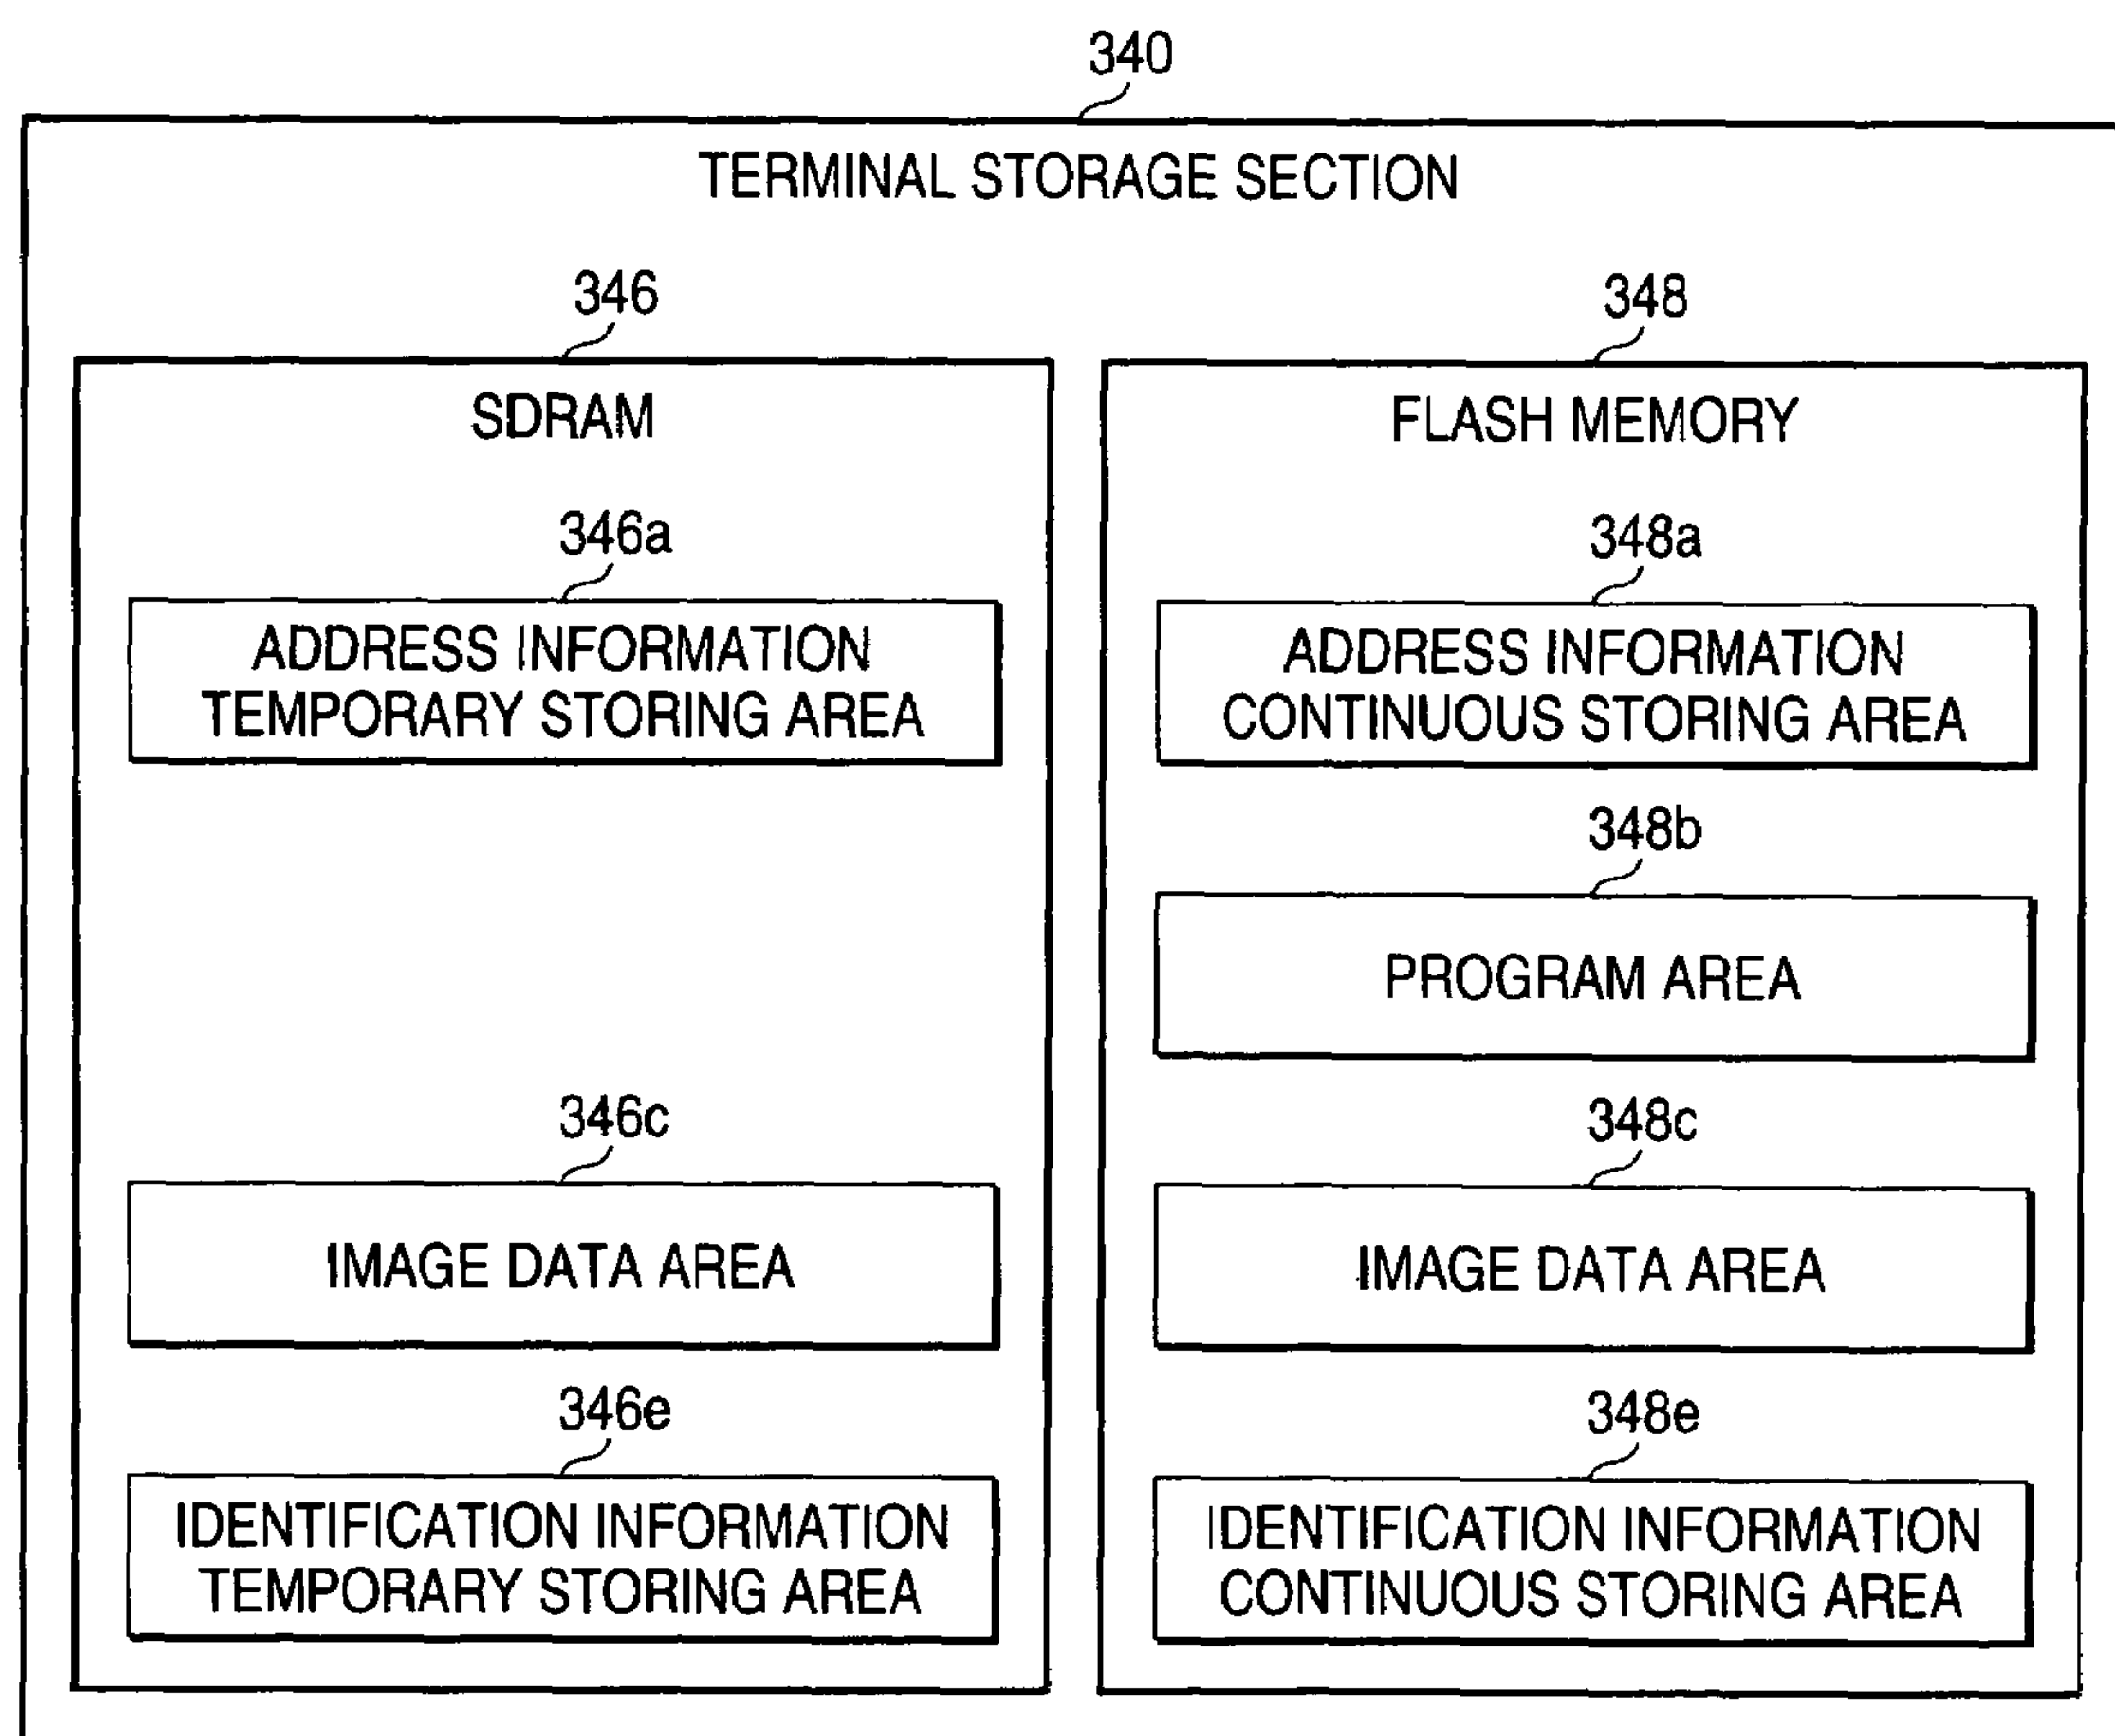 340
TERMINAL STORAGE SECTION
346
SDRAM
346a
ADDRESS INFORMATION
TEMPORARY STORING AREA
346c
IMAGE DATA AREA
346e
IDENTIFICATION INFORMATION
TEMPORARY STORING AREA
348
FLASH MEMORY
348a
ADDRESS INFORMATION
CONTINUOUS STORING AREA
348b
PROGRAM AREA
348c
IMAGE DATA AREA
348e
IDENTIFICATION INFORMATION
CONTINUOUS STORING AREA